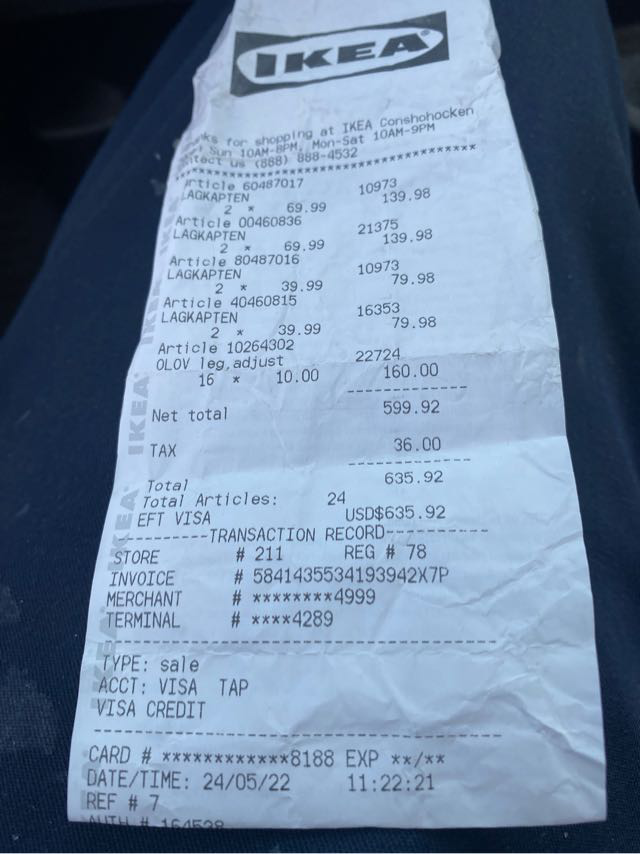 IKEA
nks for shopping at IKEA Conshohocken
Sun 10AM-8PM, Mon-Sat 10AM-9PM
ntact us (888) 888-4532
****************************************
Article 60487017 10973
LAGKAPTEN 139.98
2 * 69.99
Article 00460836 21375
LAGKAPTEN 139.98
2 * 69.99
Article 80487016 10973
LAGKAPTEN 79.98
2 * 39.99
Article 40460815 16353
LAGKAPTEN 79.98
2 * 39.99
Article 10264302 22724
OLOV leg,adjust 160.00
16 * 10.00
--------------
Net total 599.92
TAX 36.00
--------------
Total 635.92
Total Articles: 24
EFT VISA USD$635.92
---------TRANSACTION RECORD------------
STORE # 211 REG # 78
INVOICE # 5841435534193942X7P
MERCHANT # ********4999
TERMINAL # ****4289
----------------------------------------
TYPE: sale
ACCT: VISA TAP
VISA CREDIT
----------------------------------------
CARD # ************8188 EXP **/**
DATE/TIME: 24/05/22 11:22:21
REF # 7
AUTH # 164528